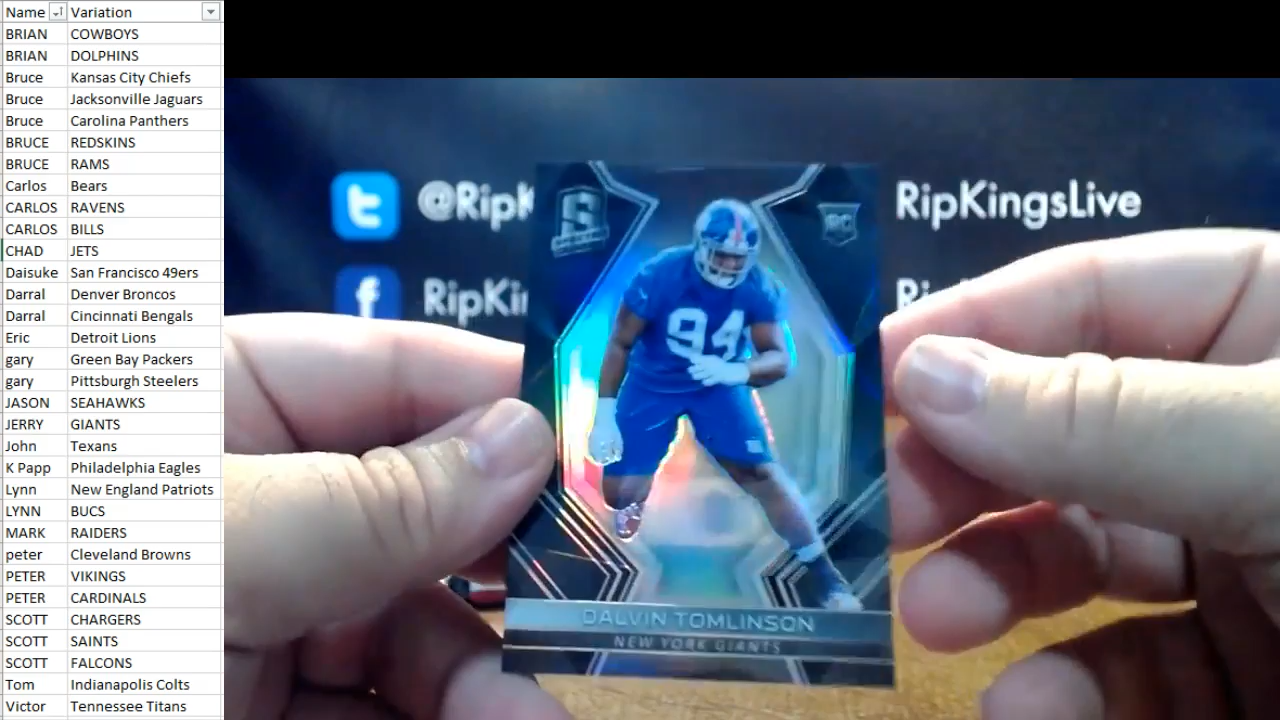 Name Variation
BRIAN COWBOYS
BRIAN DOLPHINS
Bruce Kansas City Chiefs
Bruce Jacksonville Jaguars
Bruce Carolina Panthers
BRUCE REDSKINS
BRUCE RAMS
Carlos Bears
CARLOS RAVENS
CARLOS BILLS
CHAD JETS
Daisuke San Francisco 49ers
Darral Denver Broncos
Darral Cincinnati Bengals
Eric Detroit Lions
gary Green Bay Packers
gary Pittsburgh Steelers
JASON SEAHAWKS
JERRY GIANTS
John Texans
K Papp Philadelphia Eagles
Lynn New England Patriots
LYNN BUCS
MARK RAIDERS
peter Cleveland Browns
PETER VIKINGS
PETER CARDINALS
SCOTT CHARGERS
SCOTT SAINTS
SCOTT FALCONS
Tom Indianapolis Colts
Victor Tennessee Titans
t @RipK
RipKingsLive
f RipKi
Ri
S
SPECTRA
RC
94
DALVIN TOMLINSON
NEW YORK GIANTS